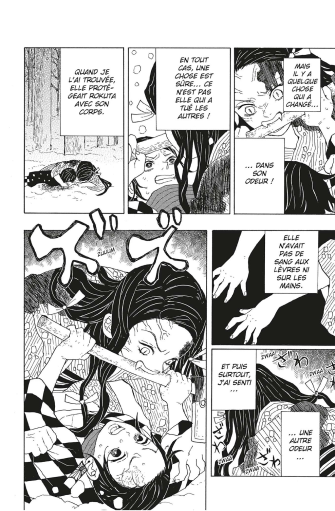 MAIS
IL Y A
QUELQUE
CHOSE
QUI A
CHANGÉ...
... DANS
SON
ODEUR !
EN TOUT
CAS, UNE
CHOSE EST
SÛRE... CE
N'EST PAS
ELLE QUI A
TUÉ LES
AUTRES !
QUAND JE
L'AI TROUVÉE,
ELLE PROTÉ-
GEAIT ROKUTA
AVEC SON
CORPS.
ELLE
N'AVAIT
PAS DE
SANG AUX
LÈVRES NI
SUR LES
MAINS.
ET PUIS
SURTOUT,
J'AI SENTI
...
... UNE
AUTRE
ODEUR ...
ズズ